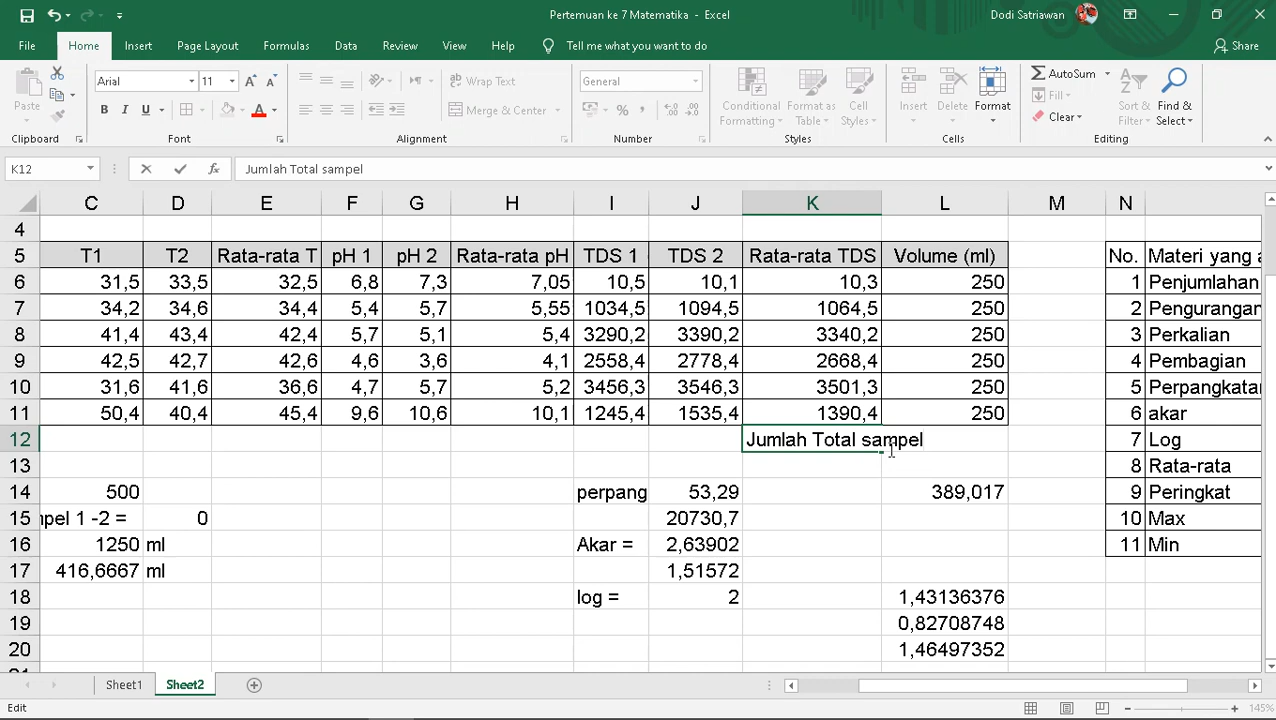 Pertemuan ke 7 Matematika - Excel
Dodi Satriawan
File Home Insert Page Layout Formulas Data Review View Help Tell me what you want to do Share
Paste
Clipboard
Arial 11
B I U A
Font
Wrap Text
Merge & Center
Alignment
General
% ,
Number
Conditional Formatting
Format as Table
Cell Styles
Styles
Insert Delete Format
Cells
AutoSum
Fill
Clear
Sort & Filter
Find & Select
Editing
K12 fx Jumlah Total sampel
C D E F G H I J K L M N
4
5 T1 T2 Rata-rata T pH 1 pH 2 Rata-rata pH TDS 1 TDS 2 Rata-rata TDS Volume (ml) No. Materi yang a
6 31,5 33,5 32,5 6,8 7,3 7,05 10,5 10,1 10,3 250 1 Penjumlahan
7 34,2 34,6 34,4 5,4 5,7 5,55 1034,5 1094,5 1064,5 250 2 Pengurangan
8 41,4 43,4 42,4 5,7 5,1 5,4 3290,2 3390,2 3340,2 250 3 Perkalian
9 42,5 42,7 42,6 4,6 3,6 4,1 2558,4 2778,4 2668,4 250 4 Pembagian
10 31,6 41,6 36,6 4,7 5,7 5,2 3456,3 3546,3 3501,3 250 5 Perpangkatan
11 50,4 40,4 45,4 9,6 10,6 10,1 1245,4 1535,4 1390,4 250 6 akar
12 Jumlah Total sampel 7 Log
13 8 Rata-rata
14 500 perpang 53,29 389,017 9 Peringkat
15 mpel 1 -2 = 0 20730,7 10 Max
16 1250 ml Akar = 2,63902 11 Min
17 416,6667 ml 1,51572
18 log = 2 1,43136376
19 0,82708748
20 1,46497352
Sheet1 Sheet2
Edit 145%